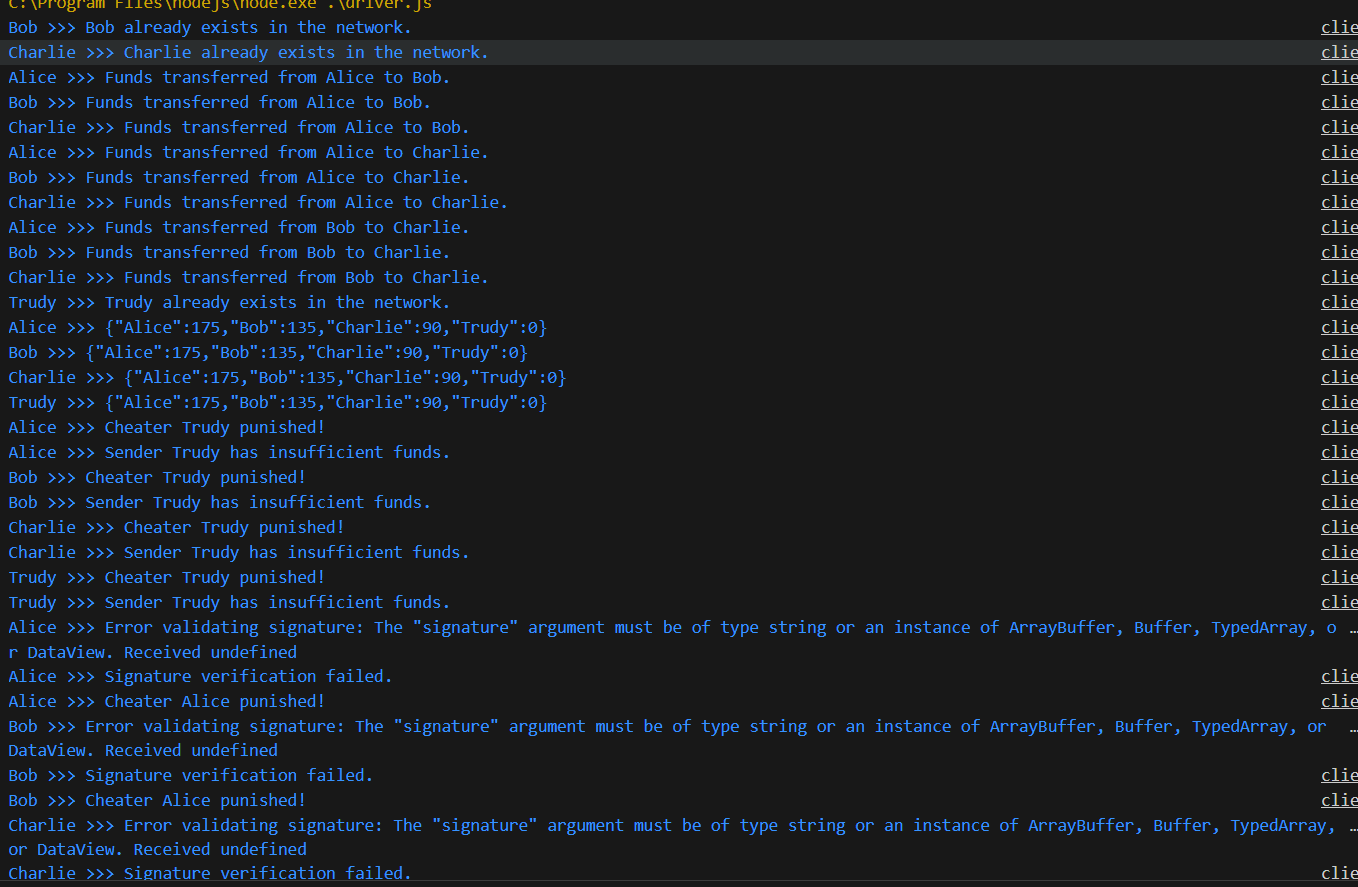 C:\Program Files\nodejs\node.exe .\driver.js
Bob >>> Bob already exists in the network. clie
Charlie >>> Charlie already exists in the network. clie
Alice >>> Funds transferred from Alice to Bob. clie
Bob >>> Funds transferred from Alice to Bob. clie
Charlie >>> Funds transferred from Alice to Bob. clie
Alice >>> Funds transferred from Alice to Charlie. clie
Bob >>> Funds transferred from Alice to Charlie. clie
Charlie >>> Funds transferred from Alice to Charlie. clie
Alice >>> Funds transferred from Bob to Charlie. clie
Bob >>> Funds transferred from Bob to Charlie. clie
Charlie >>> Funds transferred from Bob to Charlie. clie
Trudy >>> Trudy already exists in the network. clie
Alice >>> {"Alice":175,"Bob":135,"Charlie":90,"Trudy":0} clie
Bob >>> {"Alice":175,"Bob":135,"Charlie":90,"Trudy":0} clie
Charlie >>> {"Alice":175,"Bob":135,"Charlie":90,"Trudy":0} clie
Trudy >>> {"Alice":175,"Bob":135,"Charlie":90,"Trudy":0} clie
Alice >>> Cheater Trudy punished! clie
Alice >>> Sender Trudy has insufficient funds. clie
Bob >>> Cheater Trudy punished! clie
Bob >>> Sender Trudy has insufficient funds. clie
Charlie >>> Cheater Trudy punished! clie
Charlie >>> Sender Trudy has insufficient funds. clie
Trudy >>> Cheater Trudy punished! clie
Trudy >>> Sender Trudy has insufficient funds. clie
Alice >>> Error validating signature: The "signature" argument must be of type string or an instance of ArrayBuffer, Buffer, TypedArray, o …
r DataView. Received undefined
Alice >>> Signature verification failed. clie
Alice >>> Cheater Alice punished! clie
Bob >>> Error validating signature: The "signature" argument must be of type string or an instance of ArrayBuffer, Buffer, TypedArray, or …
DataView. Received undefined
Bob >>> Signature verification failed. clie
Bob >>> Cheater Alice punished! clie
Charlie >>> Error validating signature: The "signature" argument must be of type string or an instance of ArrayBuffer, Buffer, TypedArray, …
or DataView. Received undefined
Charlie >>> Signature verification failed. clie